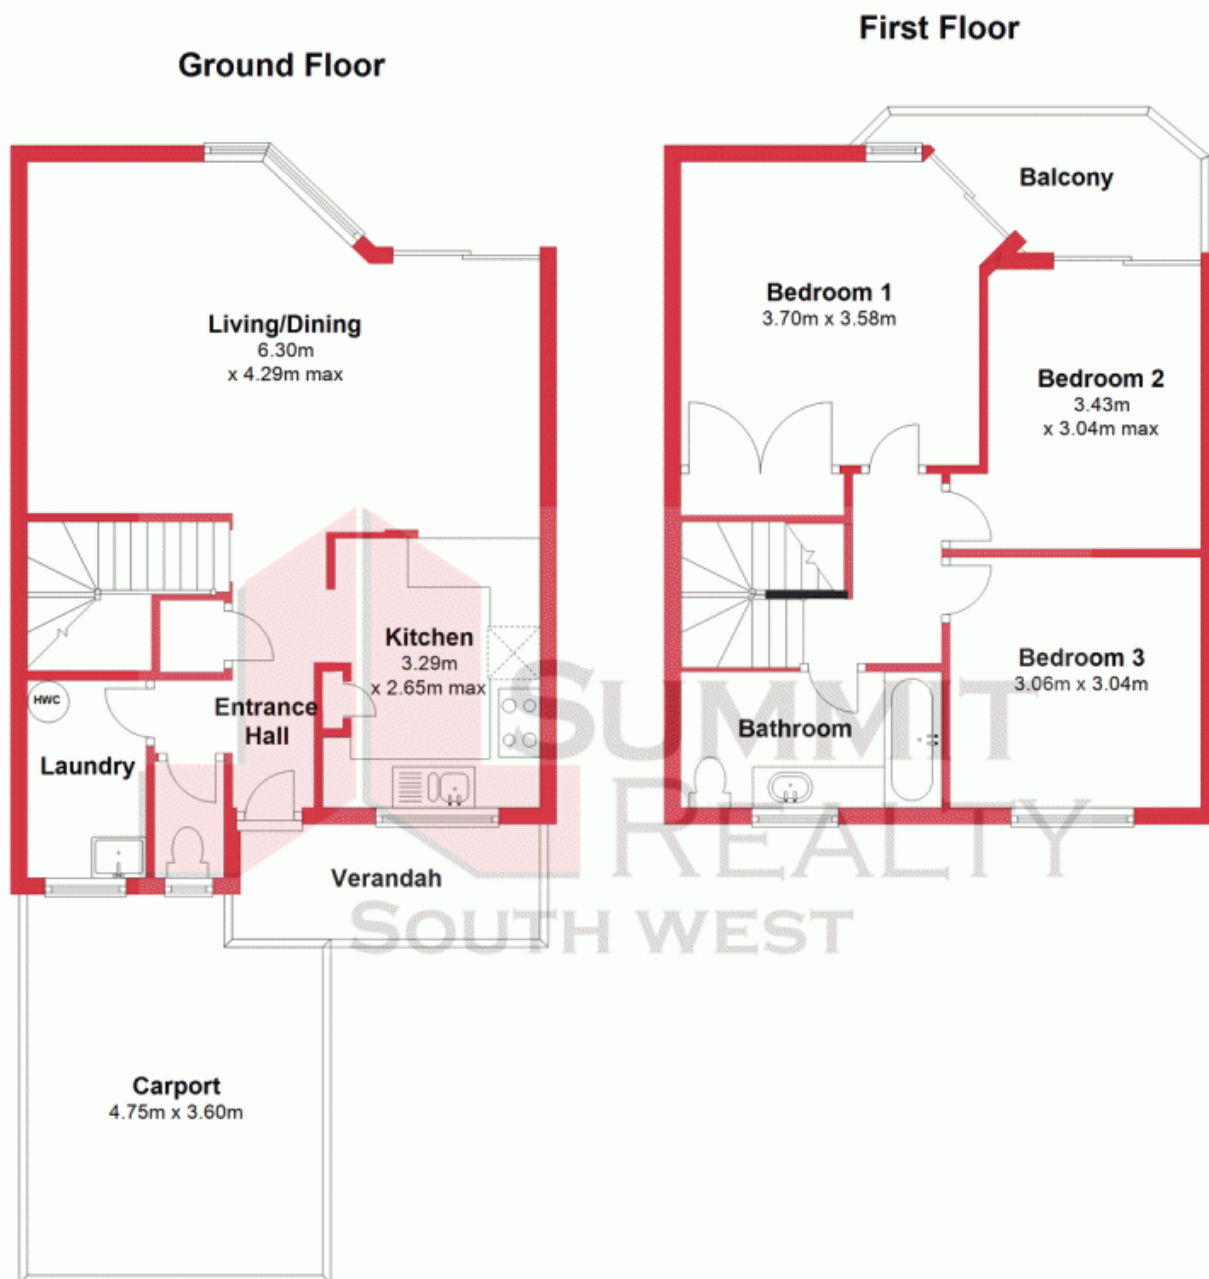 Ground Floor
First Floor
Living/Dining
6.30m
x 4.29m max
Kitchen
3.29m
x 2.65m max
Entrance
Hall
HWC
Laundry
Verandah
Carport
4.75m x 3.60m
Balcony
Bedroom 1
3.70m x 3.58m
Bedroom 2
3.43m
x 3.04m max
Bedroom 3
3.06m x 3.04m
Bathroom
SUMMIT
REALTY
SOUTH WEST